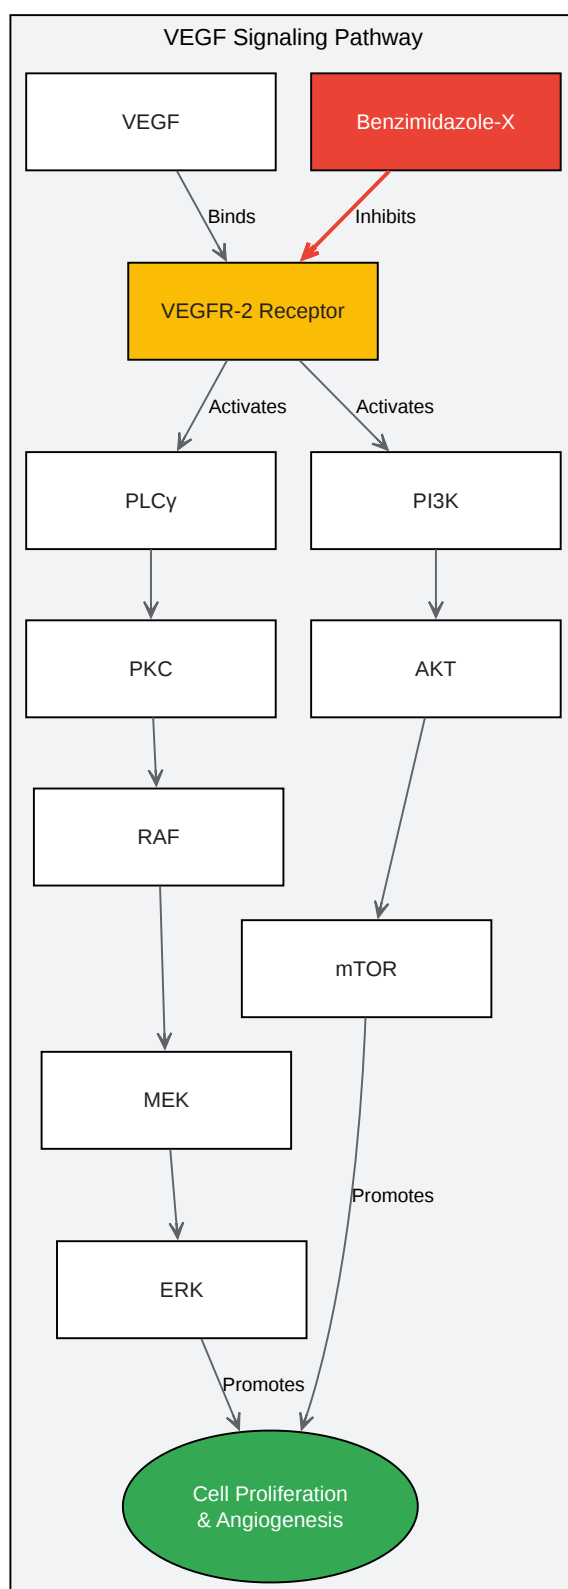 VEGF Signaling Pathway
VEGF
Benzimidazole-X
Binds
Inhibits
VEGFR-2 Receptor
Activates
Activates
PLCγ
PI3K
PKC
AKT
RAF
mTOR
MEK
Promotes
ERK
Promotes
Cell Proliferation
& Angiogenesis